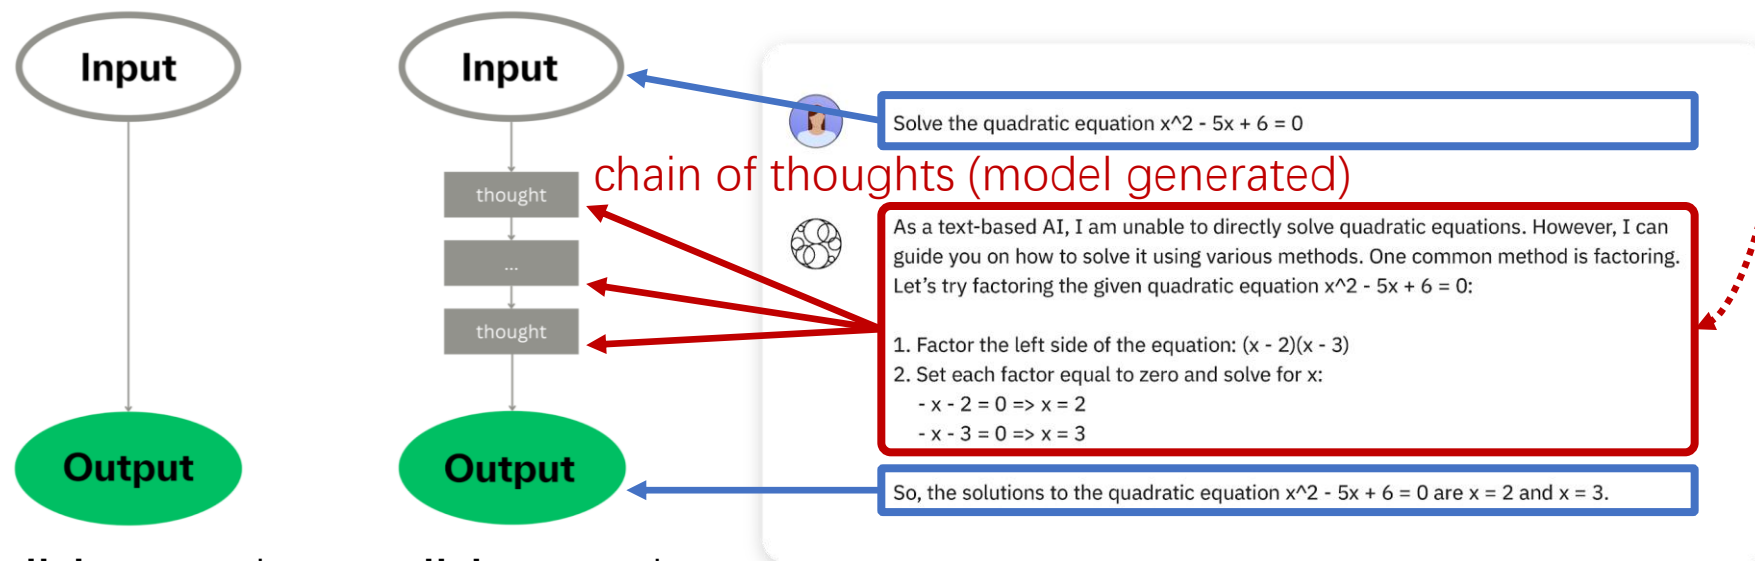 Input
Output
Input
thought
...
thought
Output
chain of thoughts (model generated)
Solve the quadratic equation x^2 - 5x + 6 = 0
As a text-based AI, I am unable to directly solve quadratic equations. However, I can
guide you on how to solve it using various methods. One common method is factoring.
Let’s try factoring the given quadratic equation x^2 - 5x + 6 = 0:
1. Factor the left side of the equation: (x - 2)(x - 3)
2. Set each factor equal to zero and solve for x:
- x - 2 = 0 => x = 2
- x - 3 = 0 => x = 3
So, the solutions to the quadratic equation x^2 - 5x + 6 = 0 are x = 2 and x = 3.